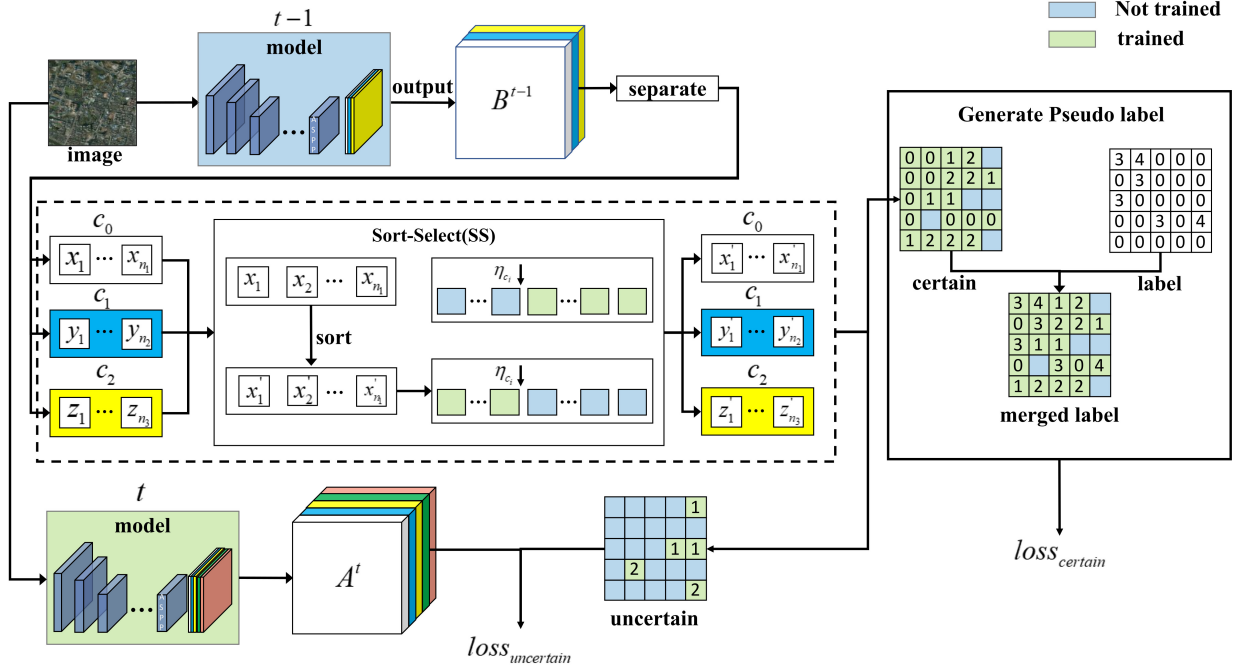 Not trained
trained
t−1
model
ASPP
...
output
B^{t−1}
separate
image
Generate Pseudo label
0 0 1 2
0 0 2 2 1
0 1 1
0 0 0 0
1 2 2 2
certain
3 4 0 0 0
0 3 0 0 0
3 0 0 0 0
0 0 3 0 4
0 0 0 0 0
label
3 4 1 2
0 3 2 2 1
3 1 1
0 3 0 4
1 2 2 2
merged label
c_0
x_1 ... x_{n_1}
c_1
y_1 ... y_{n_2}
c_2
z_1 ... z_{n_3}
Sort-Select(SS)
x_1 x_2 ... x_{n_1}
sort
x'_1 x'_2 ... x'_{n_1}
η_{c_i}
... ...
η_{c_i}
... ...
c_0
x'_1 ... x'_{n_1}
c_1
y'_1 ... y'_{n_2}
c_2
z'_1 ... z'_{n_3}
t
model
ASPP
...
A^t
1
1 1
2
2
uncertain
loss_{uncertain}
loss_{certain}